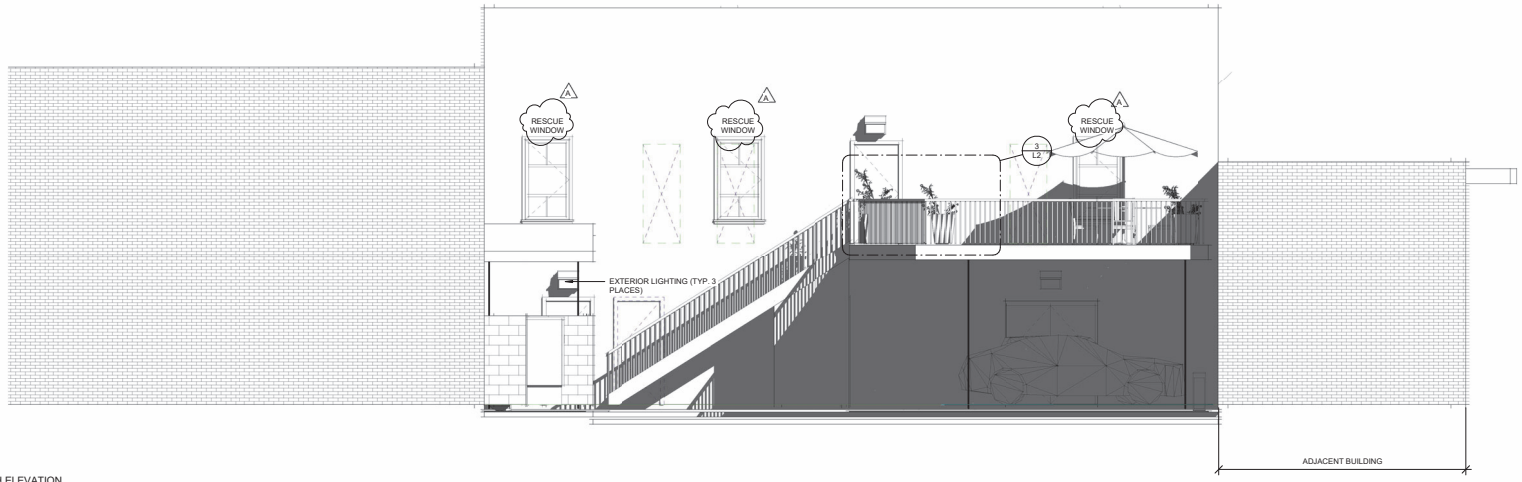 A
RESCUE
WINDOW
A
RESCUE
WINDOW
A
RESCUE
WINDOW
3
L2
EXTERIOR LIGHTING (TYP. 3
PLACES)
ADJACENT BUILDING
ELEVATION